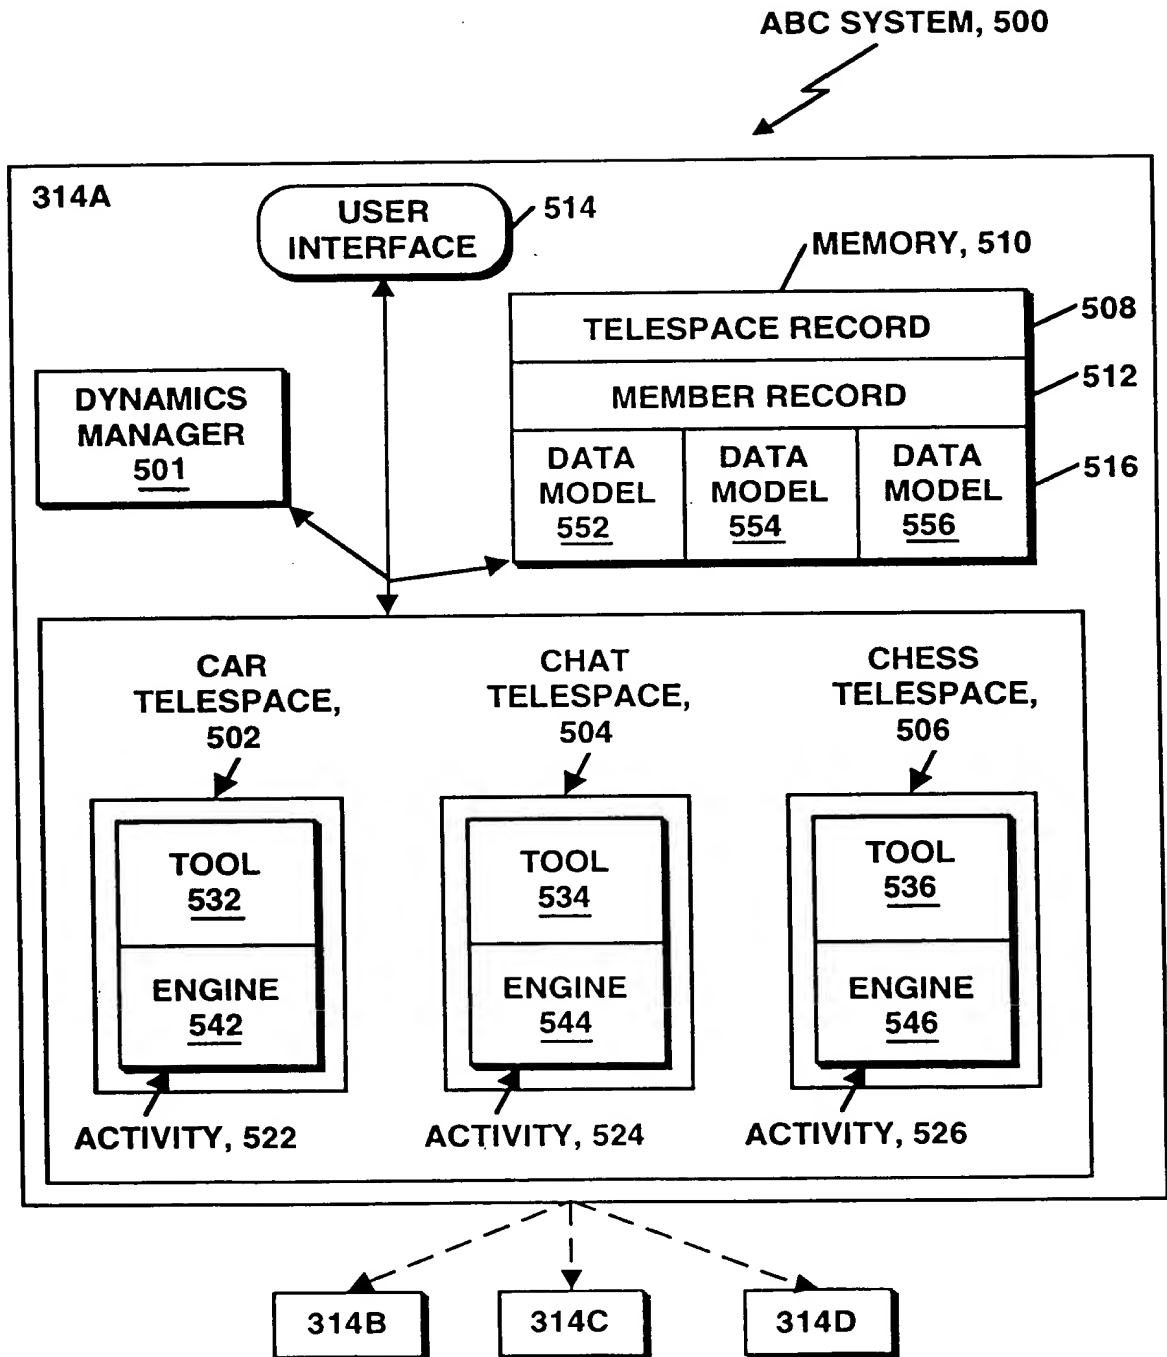 ABC SYSTEM, 500
314A
USER
INTERFACE
514
MEMORY, 510
TELESPACE RECORD
508
MEMBER RECORD
512
DATA
MODEL
552
DATA
MODEL
554
DATA
MODEL
556
516
DYNAMICS
MANAGER
501
CAR
TELESPACE,
502
CHAT
TELESPACE,
504
CHESS
TELESPACE,
506
TOOL
532
ENGINE
542
TOOL
534
ENGINE
544
TOOL
536
ENGINE
546
ACTIVITY, 522
ACTIVITY, 524
ACTIVITY, 526
314B
314C
314D